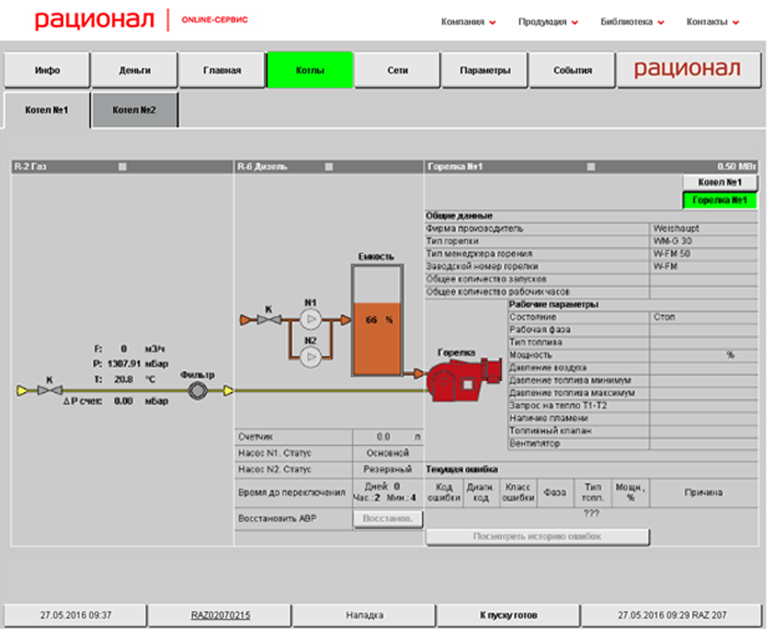 рационал ONLINE-СЕРВИС Компания Продукция Библиотека Контакты
Инфо Деньги Главная Котлы Сети Параметры События рационал
Котел №1 Котел №2
R-2 Газ R-6 Дизель Горелка №1 0.50 МВт
Котел №1
Горелка №1
Общие данные
Фирма производитель Weishaupt
Тип горелки WM-G 30
Тип менеджера горения W-FM 50
Заводской номер горелки W-FM
Общее количество запусков
Общее количество рабочих часов
Емкость
66 %
К N1
N2
Рабочие параметры
Состояние Стоп
Рабочая фаза
Тип топлива
Мощность %
Давление воздуха
Давление топлива минимум
Давление топлива максимум
Запрос на тепло Т1-Т2
Наличие пламени
Топливный клапан
Вентилятор
F: 0 м3/ч
P: 1307.91 мБар
T: 20.8 °C
Δ P счет: 0.00 мБар
К Фильтр Горелка
Счетчик 0.0 л
Насос N1. Статус Основной
Насос N2. Статус Резервный
Время до переключения Дней: 0
Час.:2 Мин.: 4
Восстановить АВР Восстанов.
Текущая ошибка
Код ошибки Диагн. код Класс ошибки Фаза Тип топл. Мощн., % Причина
???
Посмотреть историю ошибок
27.05.2016 09:37 RAZ02070215 Наладка К пуску готов 27.05.2016 09:29 RAZ 207